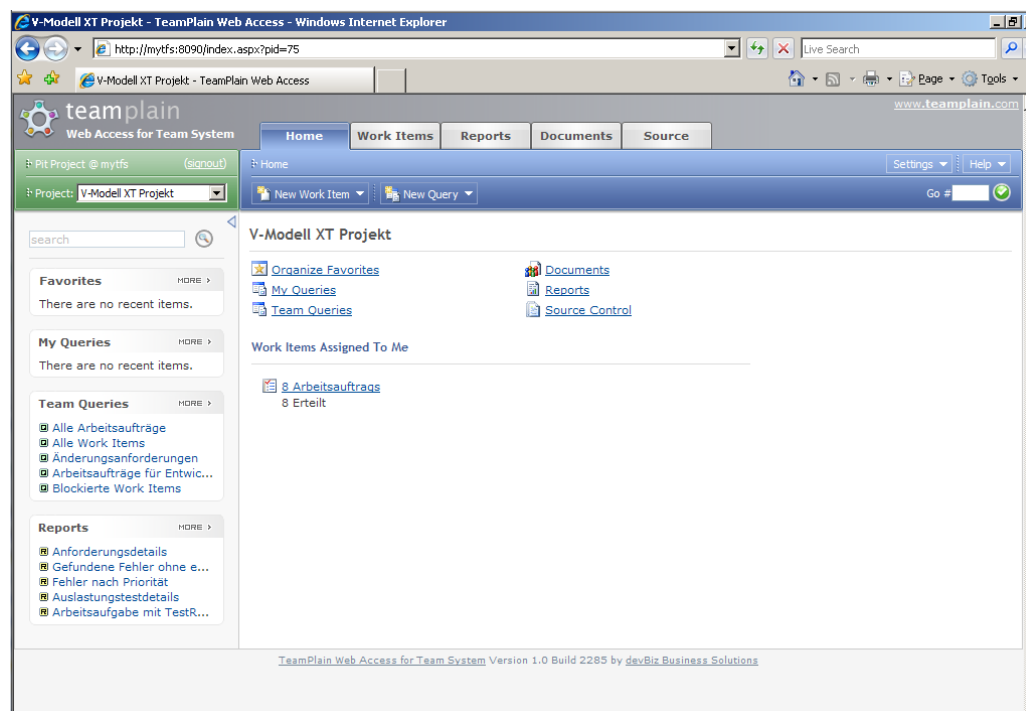 V-Modell XT Projekt - TeamPlain Web Access - Windows Internet Explorer
http://mytfs:8090/index.aspx?pid=75
Live Search
V-Modell XT Projekt - TeamPlain Web Access
Page
Tools
teamplain
Web Access for Team System
www.teamplain.com
Home
Work Items
Reports
Documents
Source
Pit Project @ mytfs
(signout)
Home
Settings
Help
Project:
V-Modell XT Projekt
New Work Item
New Query
Go #
search
V-Modell XT Projekt
Organize Favorites
Documents
My Queries
Reports
Team Queries
Source Control
Favorites
MORE
There are no recent items.
My Queries
MORE
There are no recent items.
Work Items Assigned To Me
8 Arbeitsauftrags
8 Erteilt
Team Queries
MORE
Alle Arbeitsaufträge
Alle Work Items
Änderungsanforderungen
Arbeitsaufträge für Entwic...
Blockierte Work Items
Reports
MORE
Anforderungsdetails
Gefundene Fehler ohne e...
Fehler nach Priorität
Auslastungstestdetails
Arbeitsaufgabe mit TestR...
TeamPlain Web Access for Team System Version 1.0 Build 2285 by devBiz Business Solutions